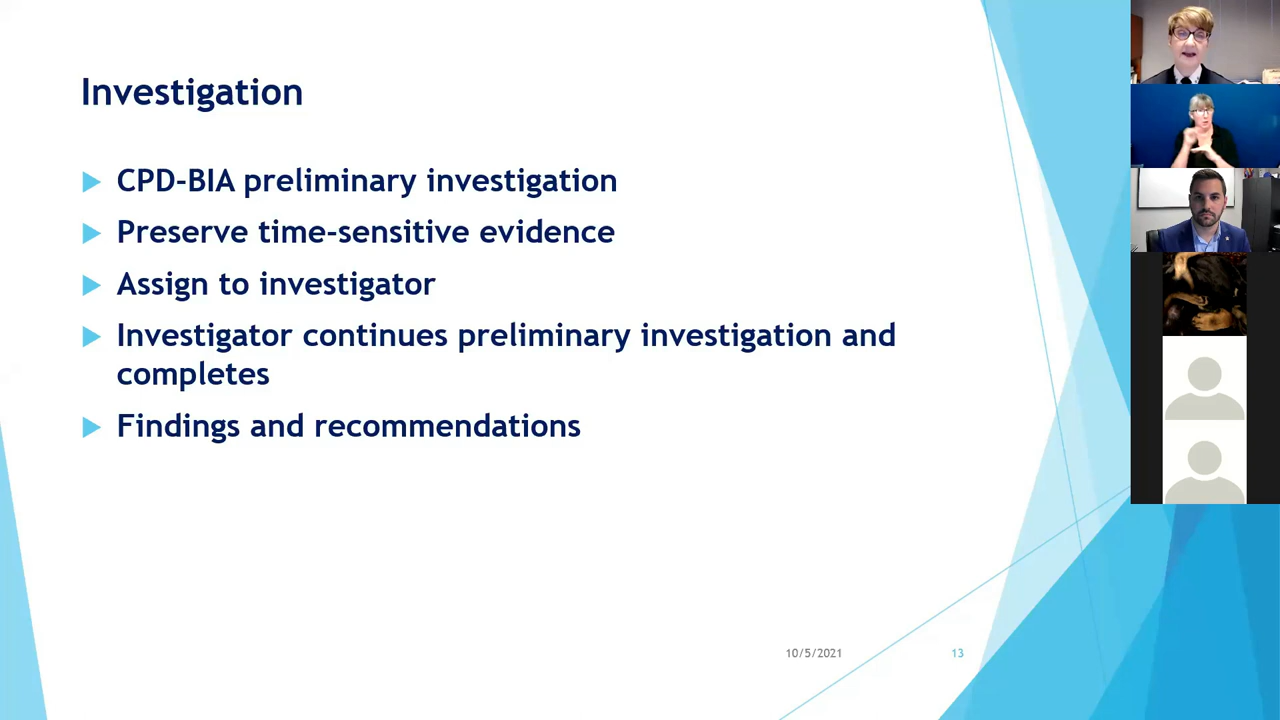 Investigation
CPD-BIA preliminary investigation
Preserve time-sensitive evidence
Assign to investigator
Investigator continues preliminary investigation and
completes
Findings and recommendations
10/5/2021
13